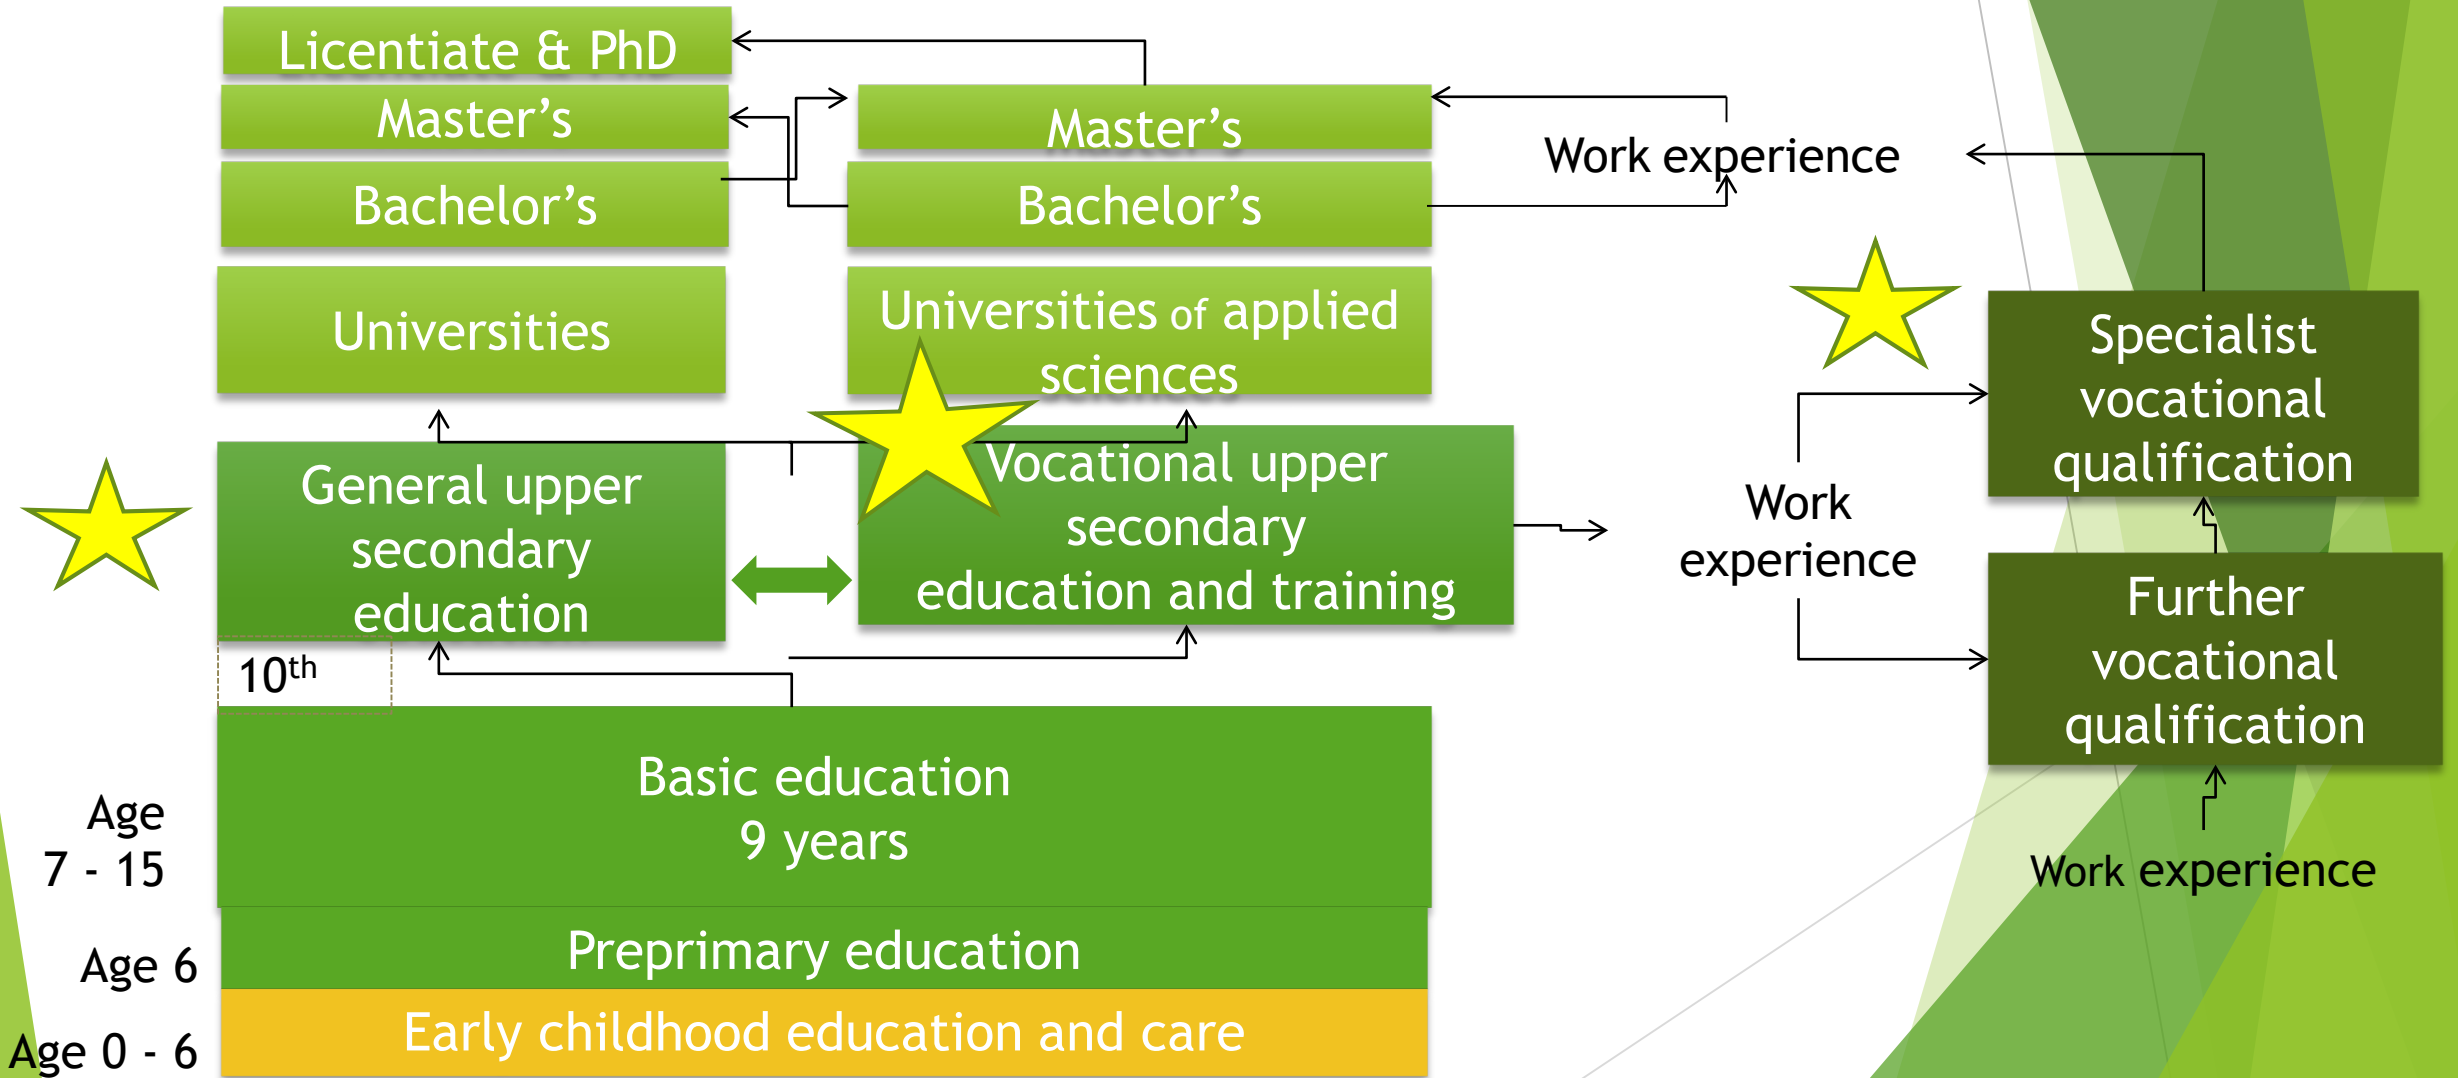 Licentiate & PhD
Master’s
Master’s
Work experience
Bachelor’s
Bachelor’s
Universities
Universities of applied
sciences
Specialist
vocational
qualification
General upper
secondary
education
Vocational upper
secondary
education and training
Work
experience
Further
vocational
qualification
10th
Basic education
9 years
Age
7 - 15
Work experience
Preprimary education
Age 6
Early childhood education and care
Age 0 - 6